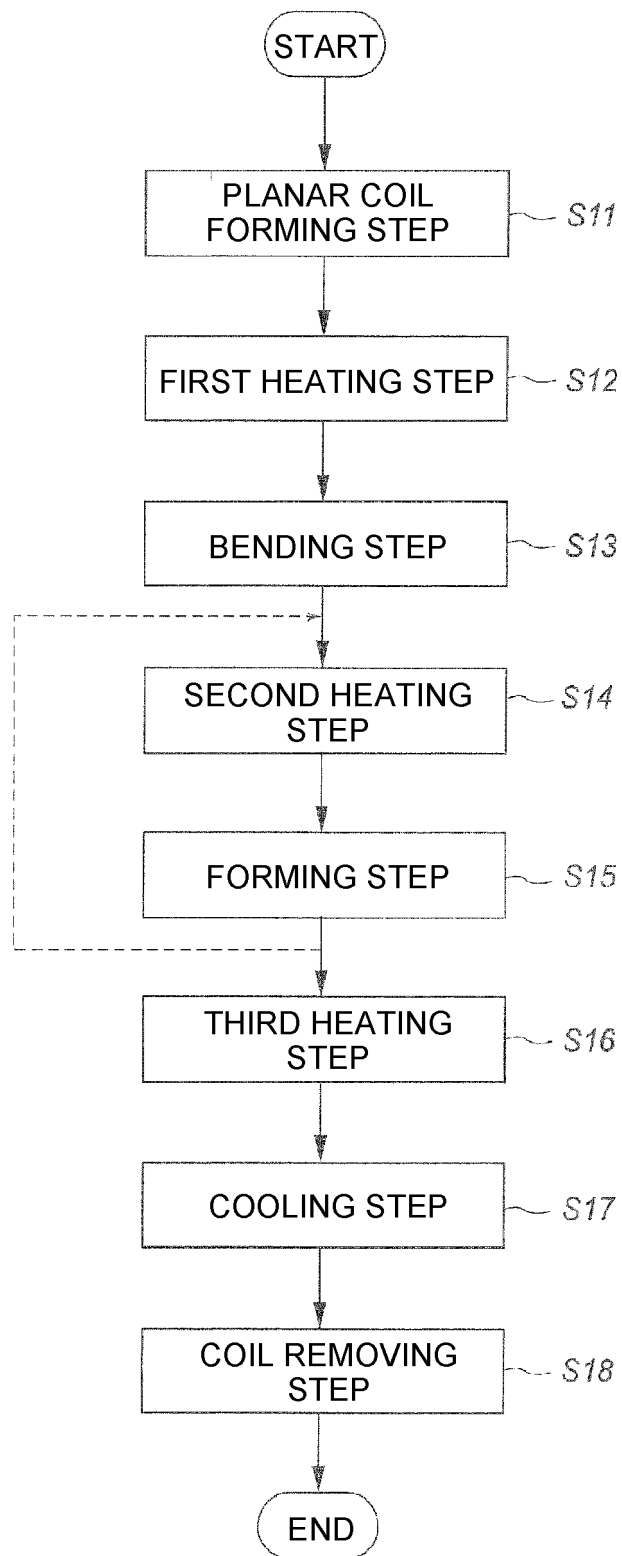 START
PLANAR COIL
FORMING STEP
S11
FIRST HEATING STEP
S12
BENDING STEP
S13
SECOND HEATING
STEP
S14
FORMING STEP
S15
THIRD HEATING
STEP
S16
COOLING STEP
S17
COIL REMOVING
STEP
S18
END